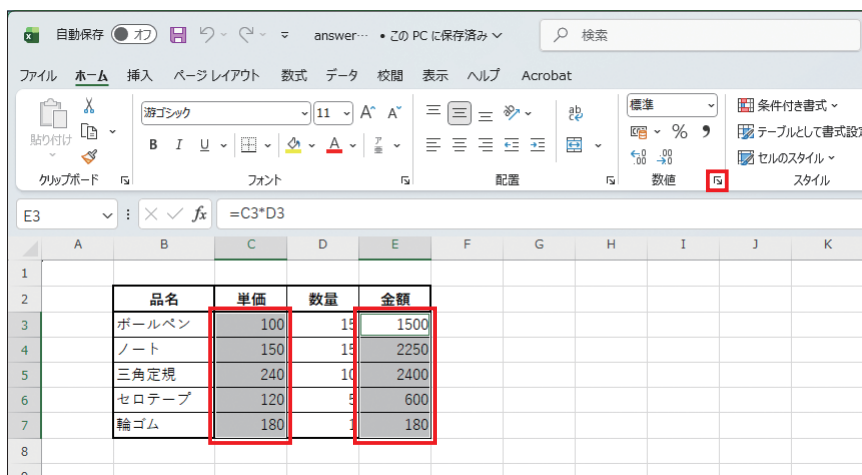 自動保存 オフ answer… • この PC に保存済み 検索
ファイル ホーム 挿入 ページ レイアウト 数式 データ 校閲 表示 ヘルプ Acrobat
貼り付け
游ゴシック 11 A A 標準 条件付き書式
B I U A ア 亜 % テーブルとして書式設定
セルのスタイル
クリップボード フォント 配置 数値 スタイル
E3 fx =C3*D3
A B C D E F G H I J K
1
2 品名 単価 数量 金額
3 ボールペン 100 15 1500
4 ノート 150 15 2250
5 三角定規 240 10 2400
6 セロテープ 120 5 600
7 輪ゴム 180 1 180
8